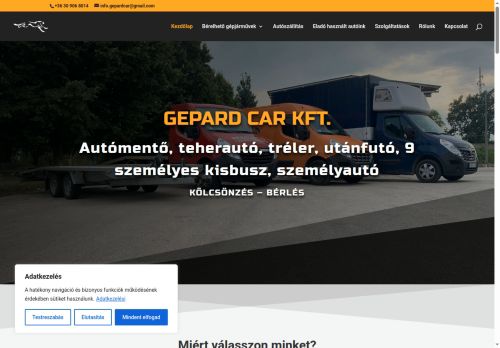 +36 30 906 8014 info.gepardcar@gmail.com
Kezdőlap Bérelhető gépjárművek Autószállítás Eladó használt autóink Szolgáltatások Rólunk Kapcsolat
GEPARD CAR KFT.
Autómentő, teherautó, tréler, utánfutó, 9
személyes kisbusz, személyautó
KÖLCSÖNZÉS – BÉRLÉS
Adatkezelés
A hatékony navigáció és bizonyos funkciók működésének
érdekében sütiket használunk. Adatkezelési
Testreszabás Elutasítás Mindent elfogad
Miért válasszon minket?